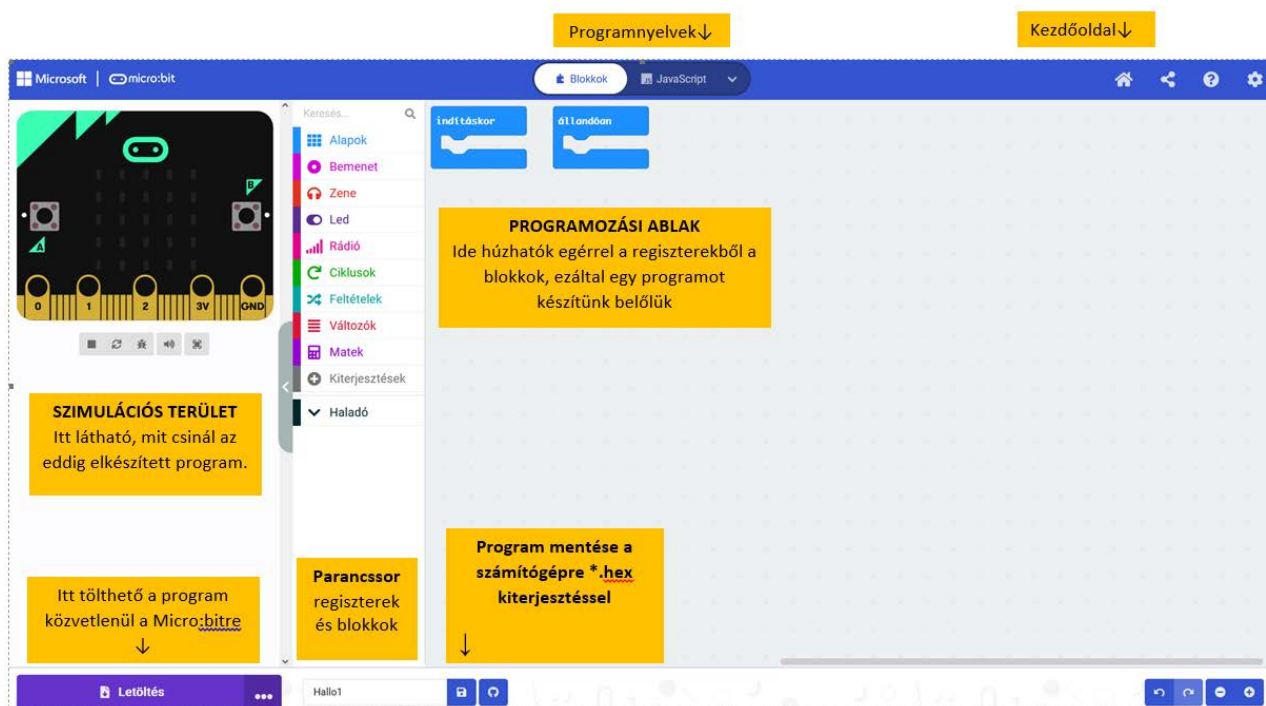 Programnyelvek↓
Kezdőoldal↓
Microsoft | micro:bit
Blokkok
JS JavaScript
Keresés...
Alapok
Bemenet
Zene
Led
Rádió
Ciklusok
Feltételek
Változók
Matek
Kiterjesztések
Haladó
B
A
0 1 2 3V GND
indításkor
állandóan
PROGRAMOZÁSI ABLAK
Ide húzhatók egérrel a regiszterekből a
blokkok, ezáltal egy programot
készítünk belőlük
SZIMULÁCIÓS TERÜLET
Itt látható, mit csinál az
eddig elkészített program.
Itt tölthető a program
közvetlenül a Micro:bitre
↓
Parancssor
regiszterek
és blokkok
Program mentése a
számítógépre *.hex
kiterjesztéssel
↓
Letöltés
Hallo1